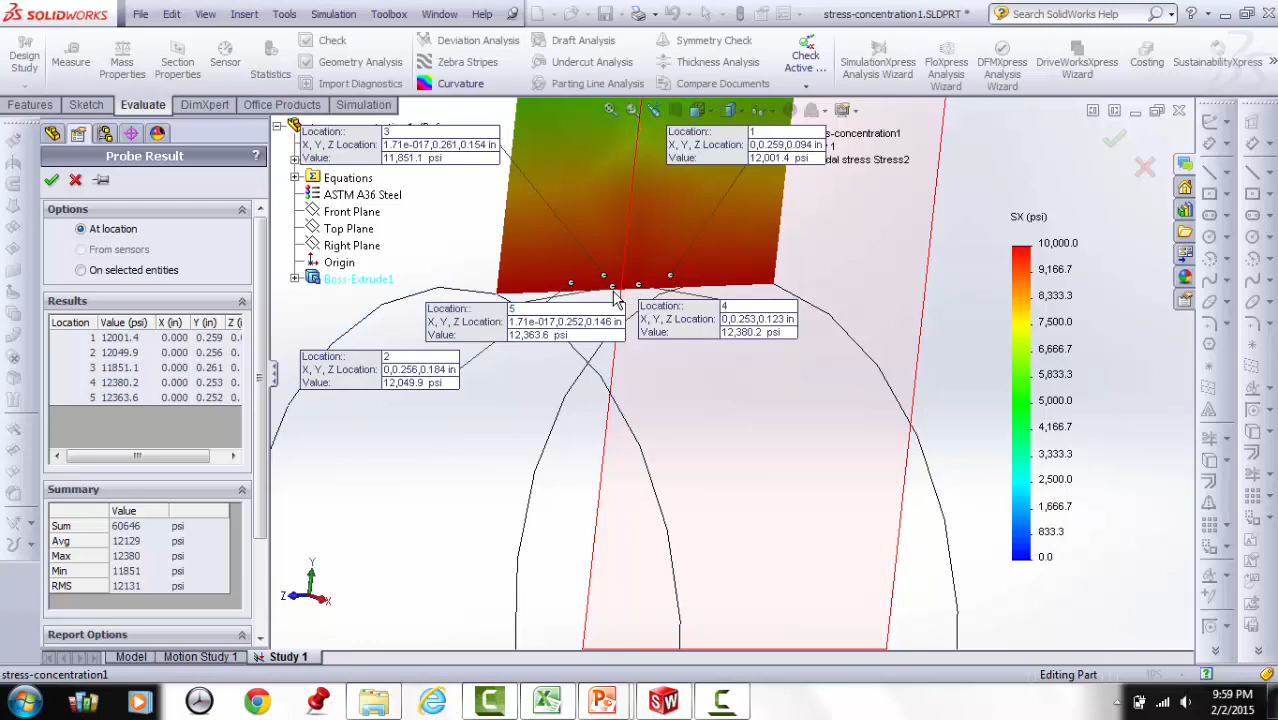 SOLIDWORKS File Edit View Insert Tools Simulation Toolbox Window Help stress-concentration1.SLDPRT * Search SolidWorks Help
Design Study Measure Mass Properties Section Properties Sensor Statistics
Check Deviation Analysis Draft Analysis Symmetry Check
Geometry Analysis Zebra Stripes Undercut Analysis Thickness Analysis
Import Diagnostics Curvature Parting Line Analysis Compare Documents
Check Active ... SimulationXpress Analysis Wizard FloXpress Analysis Wizard DFMXpress Analysis Wizard DriveWorksXpress Wizard Costing SustainabilityXpress
Features Sketch Evaluate DimXpert Office Products Simulation
Probe Result ?
Options
At location
From sensors
On selected entities
Results
Location Value (psi) X (in) Y (in) Z (i
1 12001.4 0.000 0.259 0.
2 12049.9 0.000 0.256 0.
3 11851.1 0.000 0.261 0.
4 12380.2 0.000 0.253 0.
5 12363.6 0.000 0.252 0.
Summary
Value
Sum 60646 psi
Avg 12129 psi
Max 12380 psi
Min 11851 psi
RMS 12131 psi
Report Options
Equations
ASTM A36 Steel
Front Plane
Top Plane
Right Plane
Origin
Boss-Extrude1
Location:: 3
X, Y, Z Location: 1.71e-017,0.261,0.154 in
Value: 11,851.1 psi
Location:: 1
X, Y, Z Location: 0,0.259,0.094 in
Value: 12,001.4 psi
s-concentration1
1
dal stress Stress2
Location:: 5
X, Y, Z Location: 1.71e-017,0.252,0.146 in
Value: 12,363.6 psi
Location:: 4
X, Y, Z Location: 0,0.253,0.123 in
Value: 12,380.2 psi
Location:: 2
X, Y, Z Location: 0,0.256,0.184 in
Value: 12,049.9 psi
SX (psi)
10,000.0
9,166.7
8,333.3
7,500.0
6,666.7
5,833.3
5,000.0
4,166.7
3,333.3
2,500.0
1,666.7
833.3
0.0
Y
Z
X
Model Motion Study 1 Study 1
stress-concentration1 Editing Part IPS
9:59 PM
2/2/2015